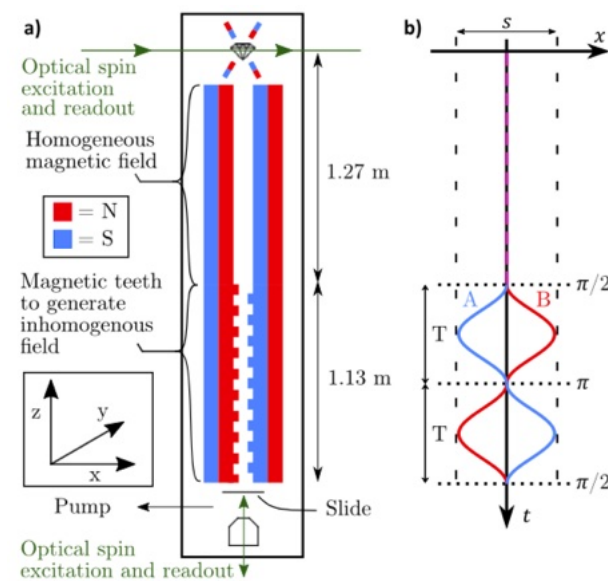 a)
Optical spin
excitation
and readout
Homogeneous
magnetic field
= N
= S
Magnetic teeth
to generate
inhomogenous
field
z
y
x
Pump
Slide
Optical spin
excitation and readout
1.27 m
1.13 m
b)
s
x
π/2
A
B
T
π
T
π/2
t